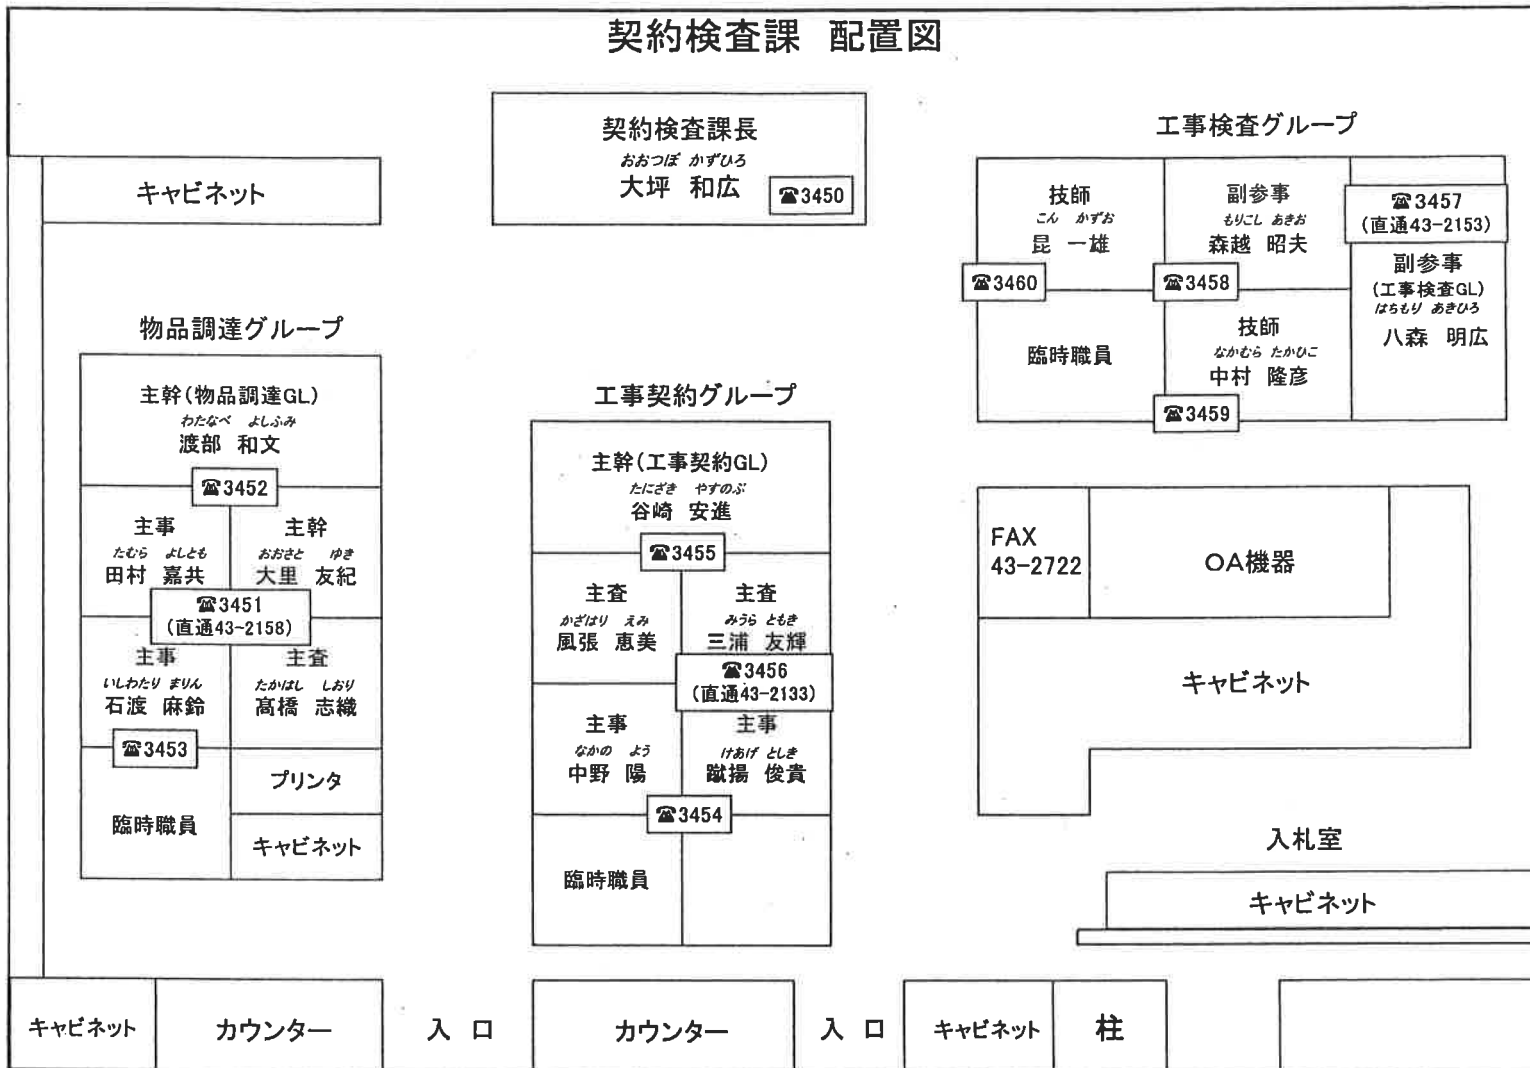 契約検査課 配置図
契約検査課長
おおつぼ かずひろ
大坪 和広
☎3450
キャビネット
工事検査グループ
技師
こん かずお
昆 一雄
☎3460
副参事
もりこし あきお
森越 昭夫
☎3458
☎3457
(直通43-2153)
副参事
(工事検査GL)
はちもり あきひろ
八森 明広
臨時職員
技師
なかむら たかひこ
中村 隆彦
☎3459
物品調達グループ
主幹(物品調達GL)
わたなべ よしふみ
渡部 和文
☎3452
主事
たむら よしとも
田村 嘉共
主幹
おおさと ゆき
大里 友紀
☎3451
(直通43-2158)
主事
いしわたり まりん
石渡 麻鈴
主査
たかはし しおり
髙橋 志織
☎3453
臨時職員
プリンタ
キャビネット
工事契約グループ
主幹(工事契約GL)
たにざき やすのぶ
谷崎 安進
☎3455
主査
かざはり えみ
風張 恵美
主査
みうら ともき
三浦 友輝
☎3456
(直通43-2133)
主事
なかの よう
中野 陽
主事
けあげ としき
蹴揚 俊貴
☎3454
臨時職員
FAX
43-2722
OA機器
キャビネット
入札室
キャビネット
キャビネット
カウンター
入 口
カウンター
入 口
キャビネット
柱